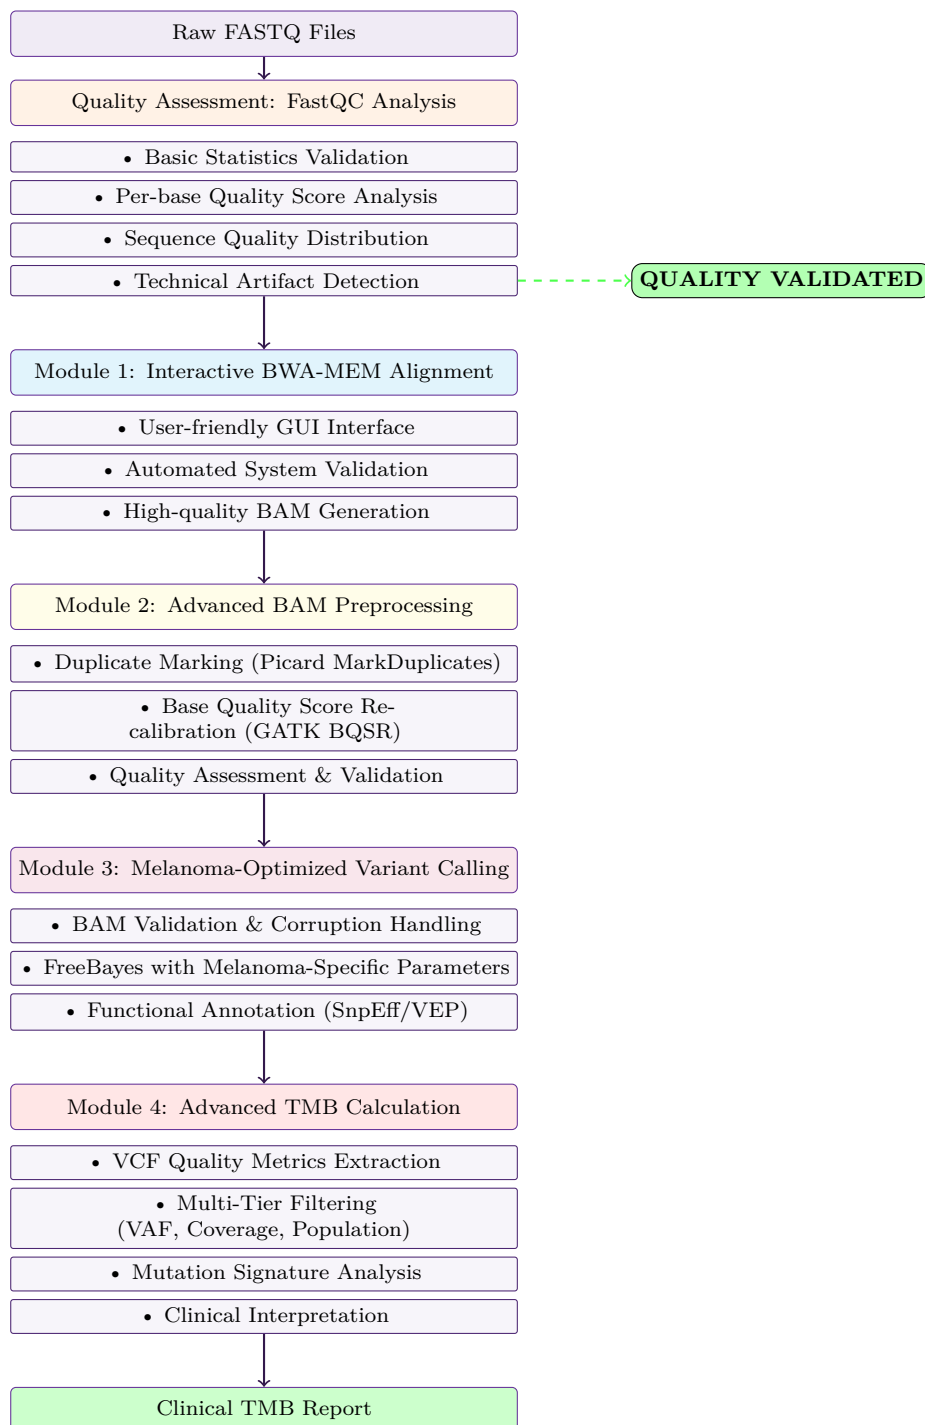 Raw FASTQ Files
Quality Assessment: FastQC Analysis
• Basic Statistics Validation
• Per-base Quality Score Analysis
• Sequence Quality Distribution
• Technical Artifact Detection
QUALITY VALIDATED
Module 1: Interactive BWA-MEM Alignment
• User-friendly GUI Interface
• Automated System Validation
• High-quality BAM Generation
Module 2: Advanced BAM Preprocessing
• Duplicate Marking (Picard MarkDuplicates)
• Base Quality Score Re-
calibration (GATK BQSR)
• Quality Assessment & Validation
Module 3: Melanoma-Optimized Variant Calling
• BAM Validation & Corruption Handling
• FreeBayes with Melanoma-Specific Parameters
• Functional Annotation (SnpEff/VEP)
Module 4: Advanced TMB Calculation
• VCF Quality Metrics Extraction
• Multi-Tier Filtering
(VAF, Coverage, Population)
• Mutation Signature Analysis
• Clinical Interpretation
Clinical TMB Report